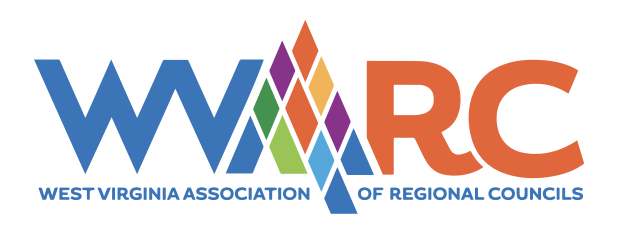 WVARC
WEST VIRGINIA ASSOCIATION OF REGIONAL COUNCILS